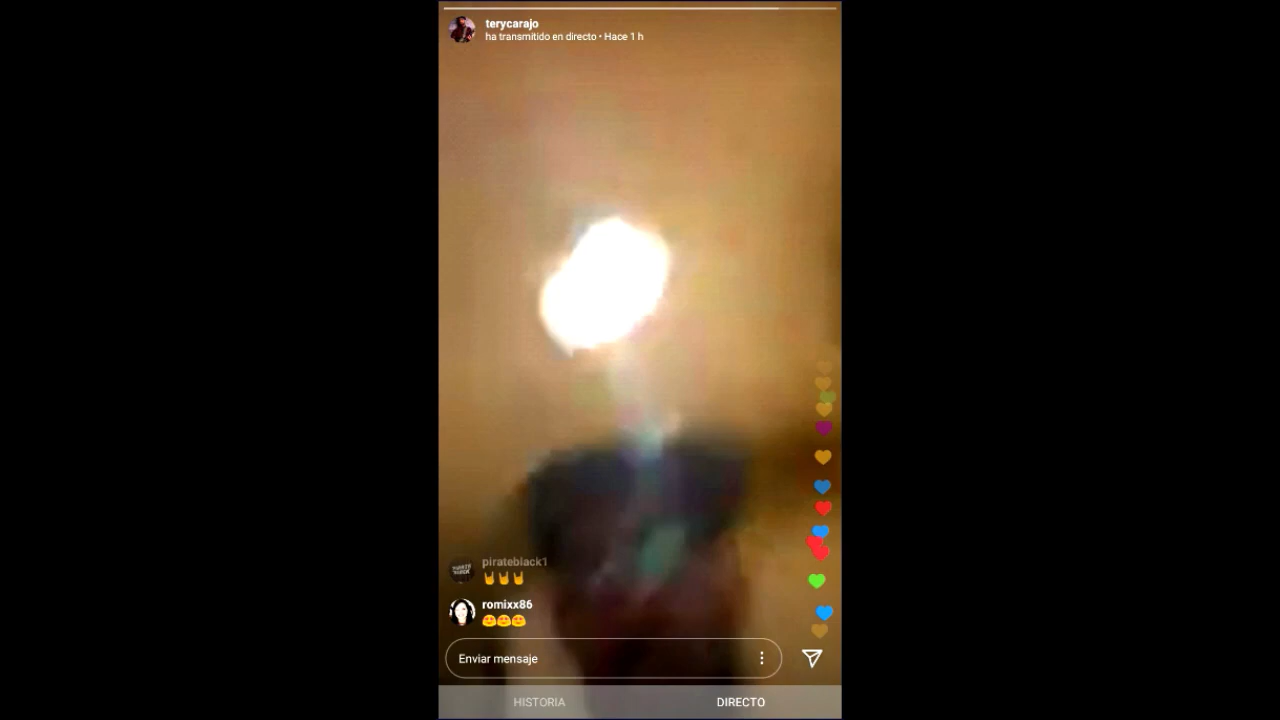 terycarajo
ha transmitido en directo • Hace 1 h
pirateblack1
🤘🤘🤘
romixx86
😍😍😍
Enviar mensaje
HISTORIA
DIRECTO